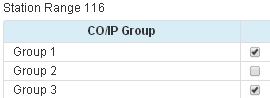 Station Range 116
CO/IP Group
Group 1
Group 2
Group 3